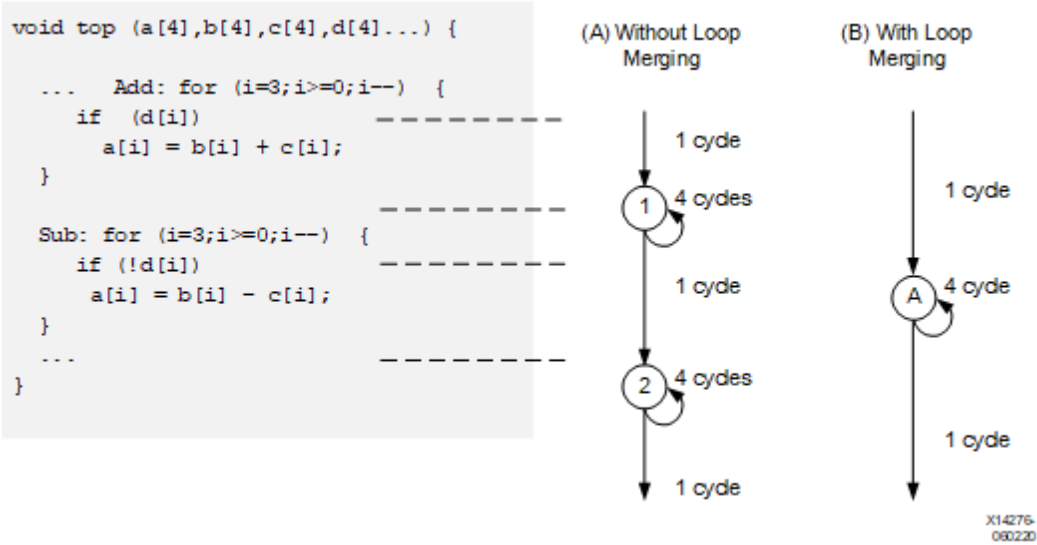 void top (a[4],b[4],c[4],d[4]...) {
... Add: for (i=3;i>=0;i--) {
if (d[i])
a[i] = b[i] + c[i];
}
Sub: for (i=3;i>=0;i--) {
if (!d[i])
a[i] = b[i] - c[i];
}
...
}
(A) Without Loop
Merging
1 cycle
1
4 cycles
1 cycle
2
4 cycles
1 cycle
(B) With Loop
Merging
1 cycle
A
4 cycle
1 cycle
X14276-
060220